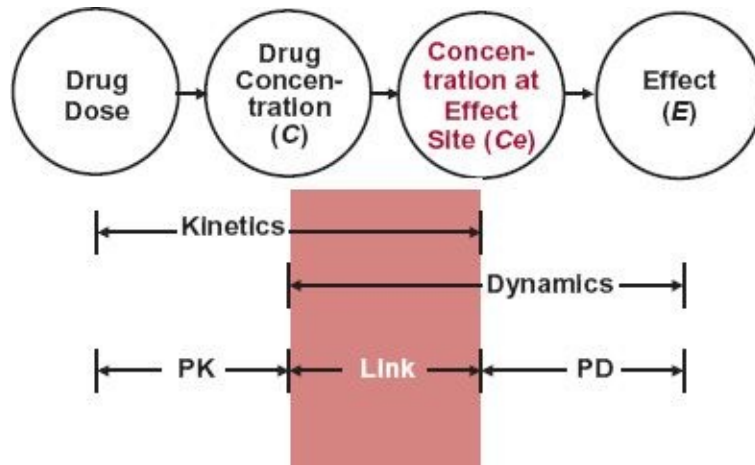 Drug
Dose
Drug
Concen-
tration
(C)
Concen-
tration at
Effect
Site (Ce)
Effect
(E)
Kinetics
Dynamics
PK
Link
PD